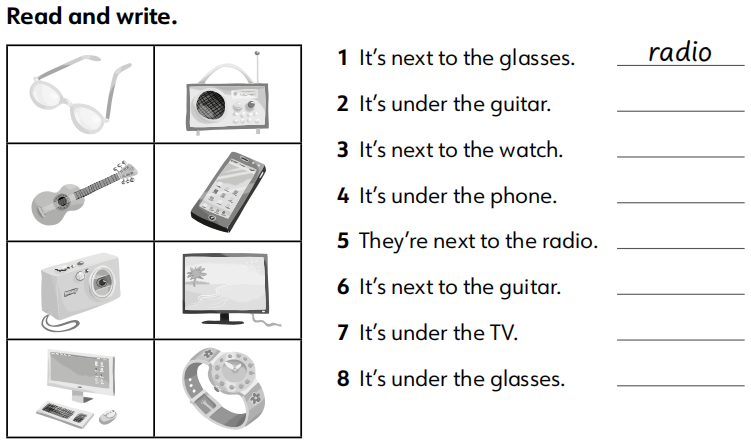 Read and write.
1 It's next to the glasses. radio
2 It's under the guitar.
3 It's next to the watch.
4 It's under the phone.
5 They're next to the radio.
6 It's next to the guitar.
7 It's under the TV.
8 It's under the glasses.